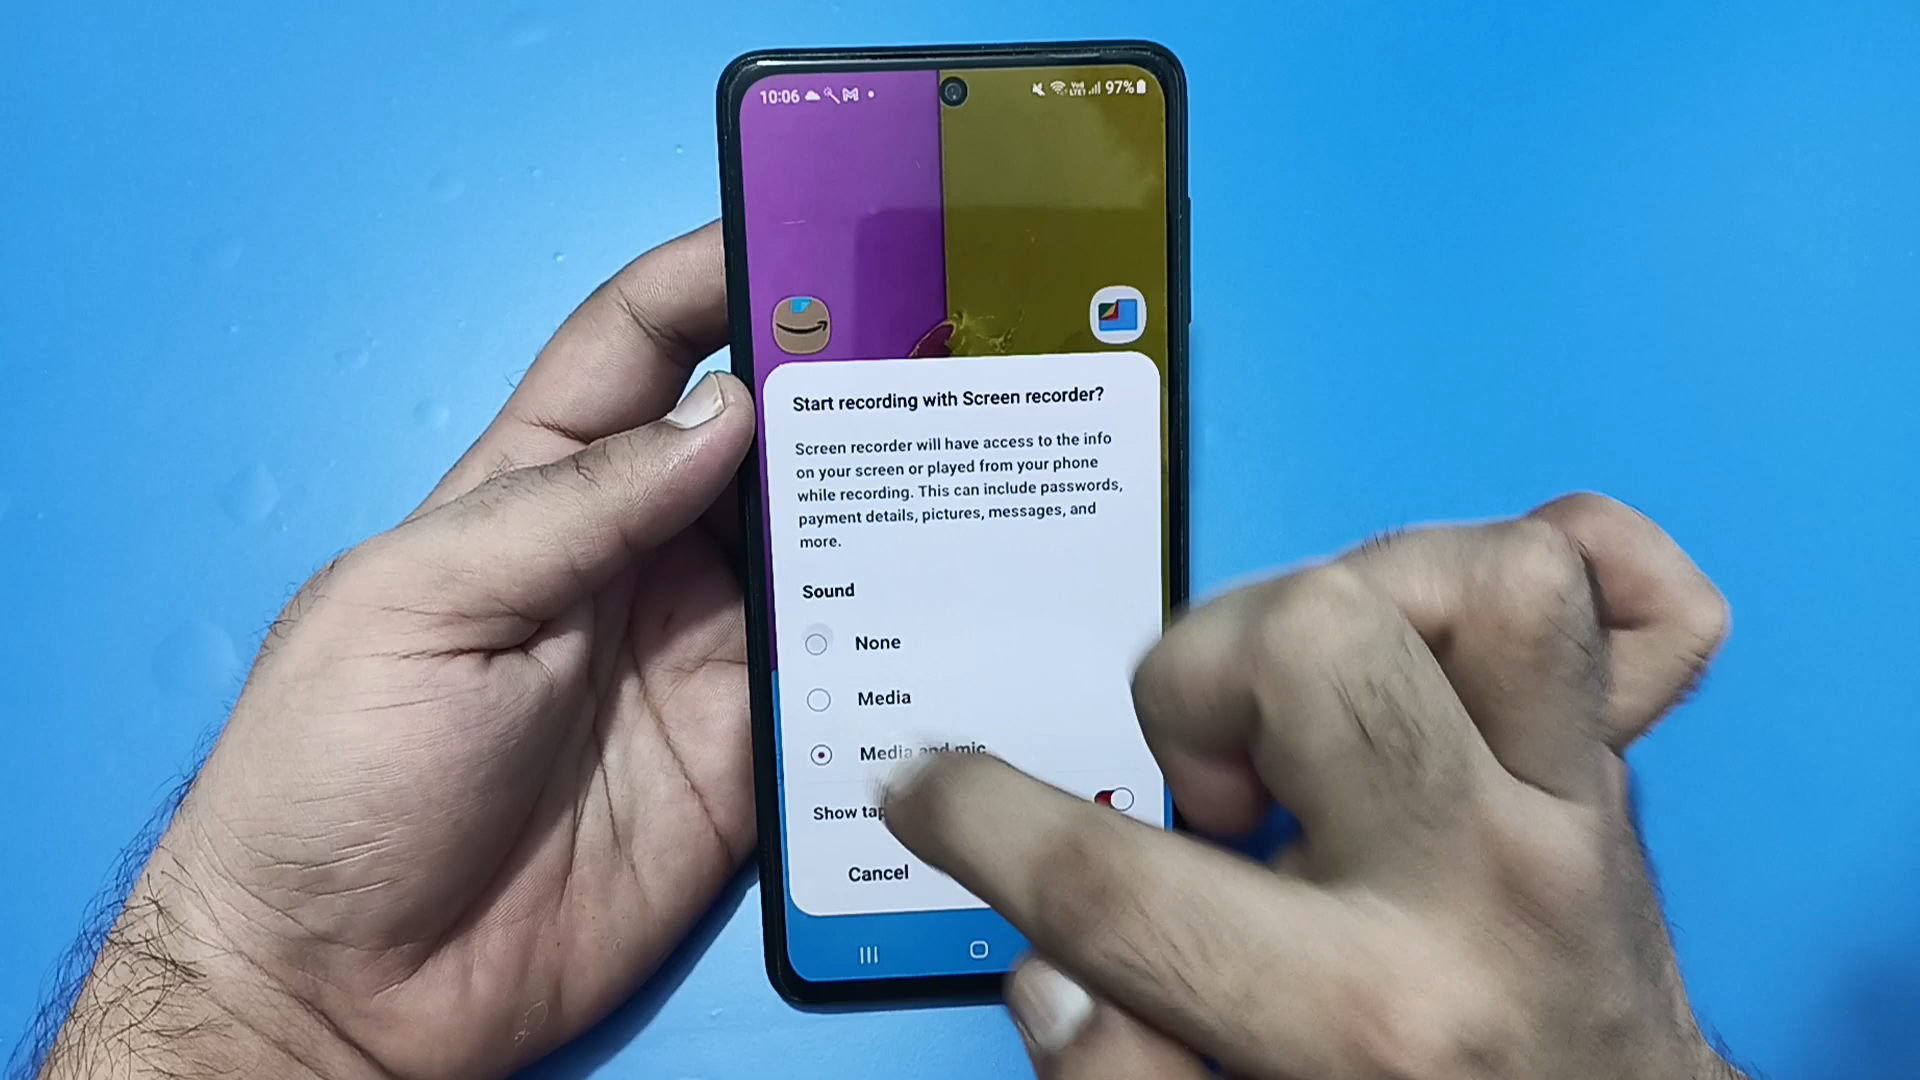 10:06
97%
Start recording with Screen recorder?
Screen recorder will have access to the info
on your screen or played from your phone
while recording. This can include passwords,
payment details, pictures, messages, and
more.
Sound
None
Media
Media and mic
Show
Cancel